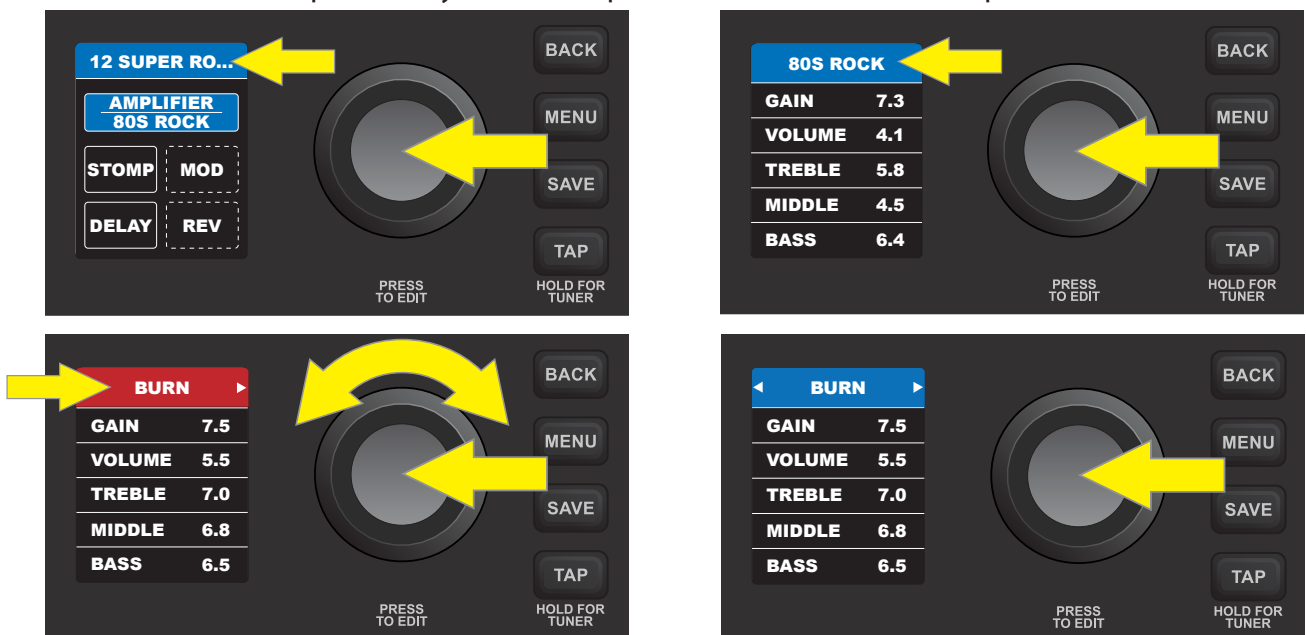 12 SUPER RO...
AMPLIFIER
80S ROCK
STOMP
MOD
DELAY
REV
PRESS
TO EDIT
BACK
MENU
SAVE
TAP
HOLD FOR
TUNER
80S ROCK
GAIN 7.3
VOLUME 4.1
TREBLE 5.8
MIDDLE 4.5
BASS 6.4
PRESS
TO EDIT
BACK
MENU
SAVE
TAP
HOLD FOR
TUNER
BURN
GAIN 7.5
VOLUME 5.5
TREBLE 7.0
MIDDLE 6.8
BASS 6.5
PRESS
TO EDIT
BACK
MENU
SAVE
TAP
HOLD FOR
TUNER
BURN
GAIN 7.5
VOLUME 5.5
TREBLE 7.0
MIDDLE 6.8
BASS 6.5
PRESS
TO EDIT
BACK
MENU
SAVE
TAP
HOLD FOR
TUNER